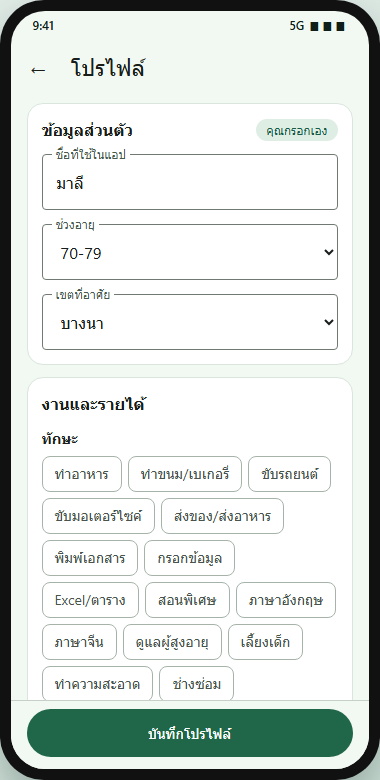 9:41 5G
← โปรไฟล์
ข้อมูลส่วนตัว คุณกรอกเอง
ชื่อที่ใช้ในแอป
มาลี
ช่วงอายุ
70-79
เขตที่อาศัย
บางนา
งานและรายได้
ทักษะ
ทำอาหาร ทำขนม/เบเกอรี่ ขับรถยนต์
ขับมอเตอร์ไซค์ ส่งของ/ส่งอาหาร
พิมพ์เอกสาร กรอกข้อมูล
Excel/ตาราง สอนพิเศษ ภาษาอังกฤษ
ภาษาจีน ดูแลผู้สูงอายุ เลี้ยงเด็ก
ทำความสะอาด ช่างซ่อม
บันทึกโปรไฟล์